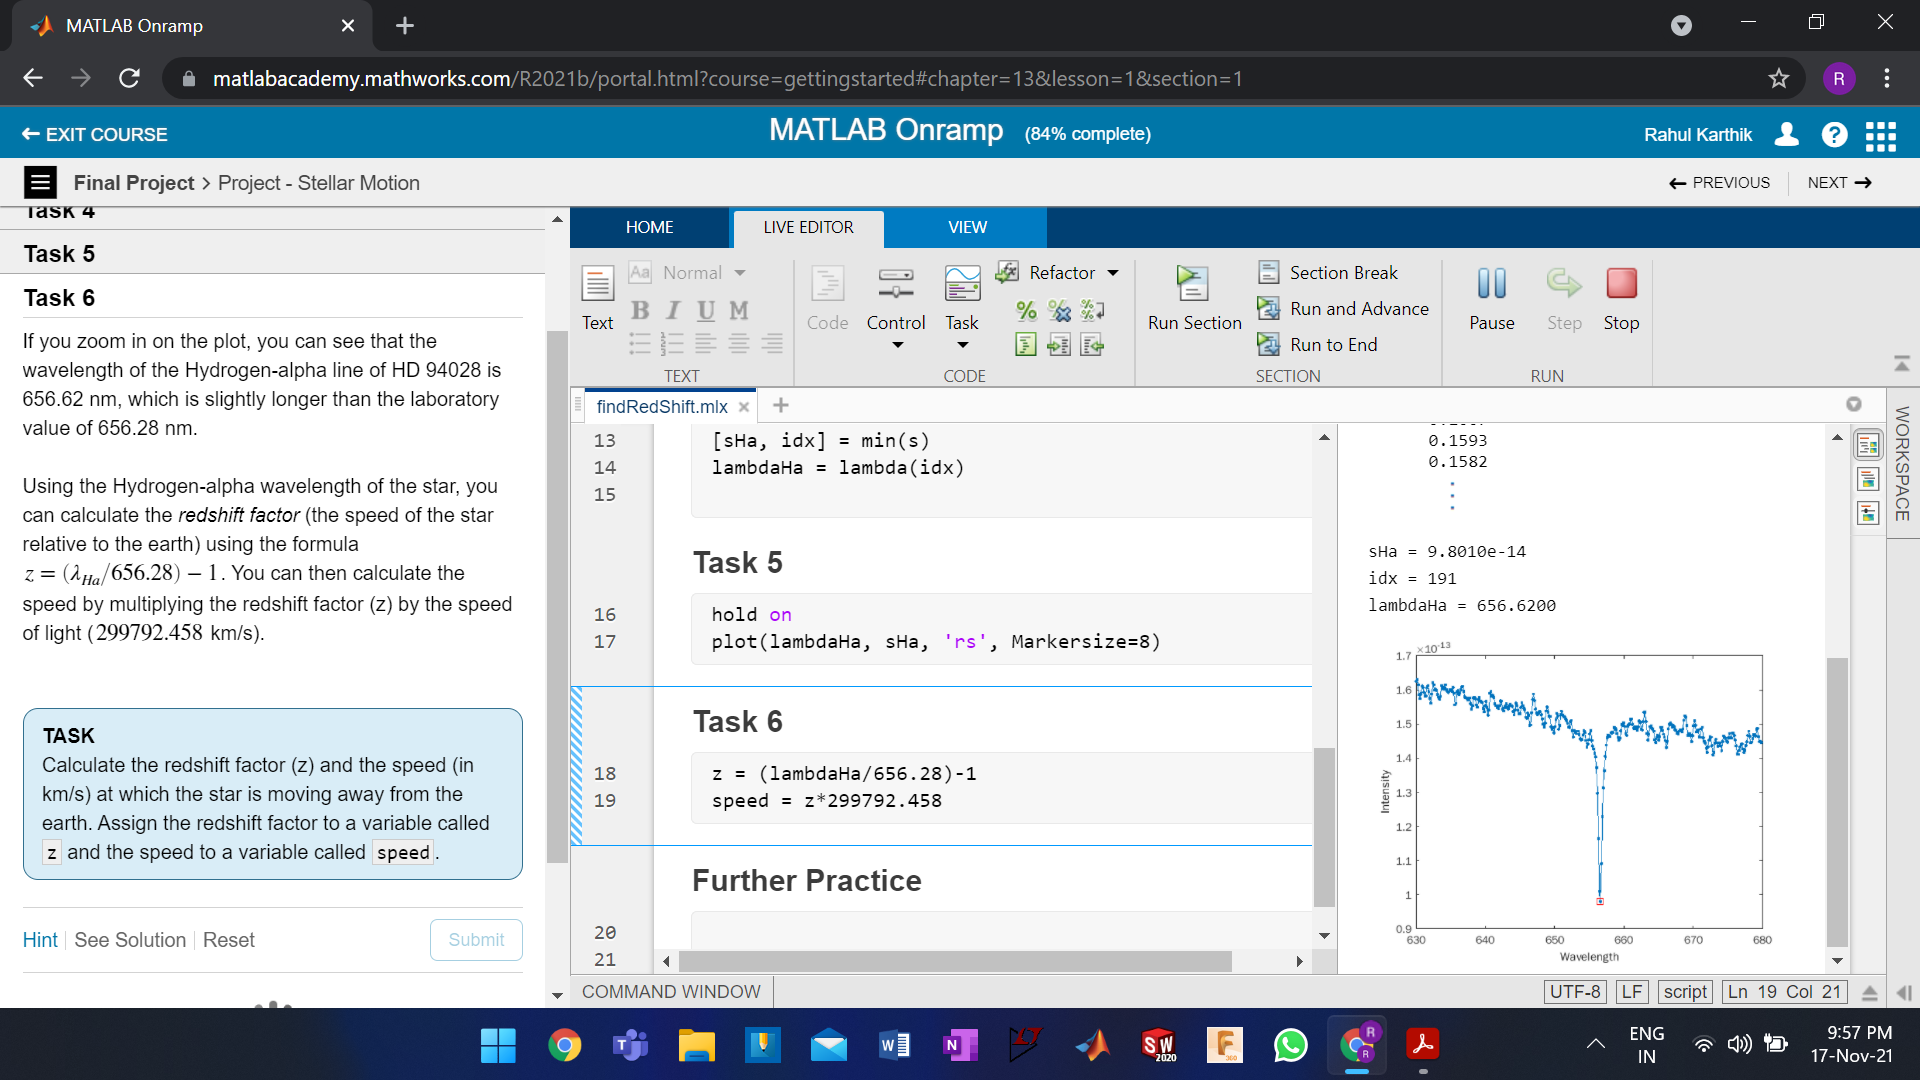 MATLAB Onramp
matlabacademy.mathworks.com/R2021b/portal.html?course=gettingstarted#chapter=13&lesson=1&section=1
R
EXIT COURSE
MATLAB Onramp (84% complete)
Rahul Karthik
?
Final Project > Project - Stellar Motion
PREVIOUS
NEXT
Task 4
Task 5
Task 6
If you zoom in on the plot, you can see that the
wavelength of the Hydrogen-alpha line of HD 94028 is
656.62 nm, which is slightly longer than the laboratory
value of 656.28 nm.
Using the Hydrogen-alpha wavelength of the star, you
can calculate the redshift factor (the speed of the star
relative to the earth) using the formula
z = (λHa/656.28) − 1. You can then calculate the
speed by multiplying the redshift factor (z) by the speed
of light (299792.458 km/s).
TASK
Calculate the redshift factor (z) and the speed (in
km/s) at which the star is moving away from the
earth. Assign the redshift factor to a variable called
z and the speed to a variable called speed.
Hint See Solution Reset
Submit
HOME
LIVE EDITOR
VIEW
Text
Aa Normal
B I U M
TEXT
Code
Control
Task
Refactor
CODE
Run Section
Section Break
Run and Advance
Run to End
SECTION
Pause
Step
Stop
RUN
findRedShift.mlx
13 [sHa, idx] = min(s)
14 lambdaHa = lambda(idx)
15
Task 5
16 hold on
17 plot(lambdaHa, sHa, 'rs', Markersize=8)
Task 6
18 z = (lambdaHa/656.28)-1
19 speed = z*299792.458
Further Practice
20
21
0.1593
0.1582
sHa = 9.8010e-14
idx = 191
lambdaHa = 656.6200
×10-13
1.7
1.6
1.5
1.4
1.3
1.2
1.1
1
0.9
Intensity
630 640 650 660 670 680
Wavelength
WORKSPACE
COMMAND WINDOW
UTF-8 LF script Ln 19 Col 21
ENG
IN
9:57 PM
17-Nov-21
SW
2020